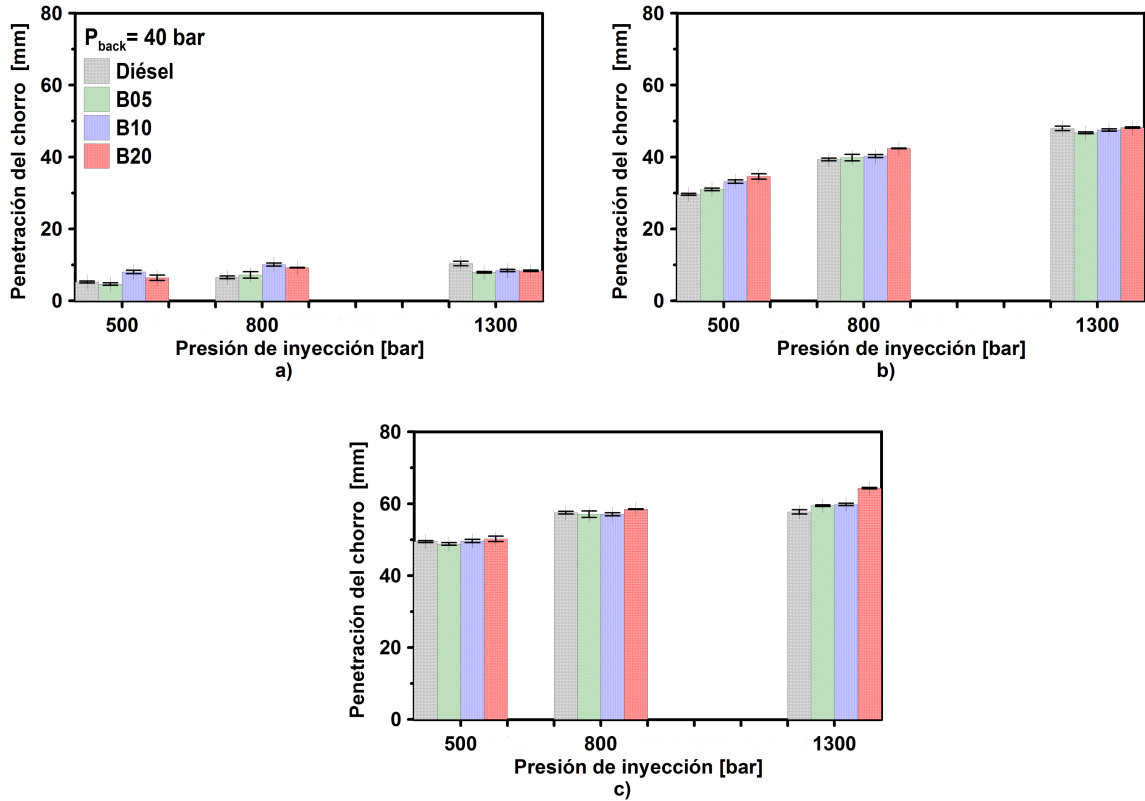 80
60
40
20
0
Penetración del chorro [mm]
P_back = 40 bar
Diésel
B05
B10
B20
500 800 1300
Presión de inyección [bar]
a)
80
60
40
20
0
Penetración del chorro [mm]
500 800 1300
Presión de inyección [bar]
b)
80
60
40
20
0
Penetración del chorro [mm]
500 800 1300
Presión de inyección [bar]
c)